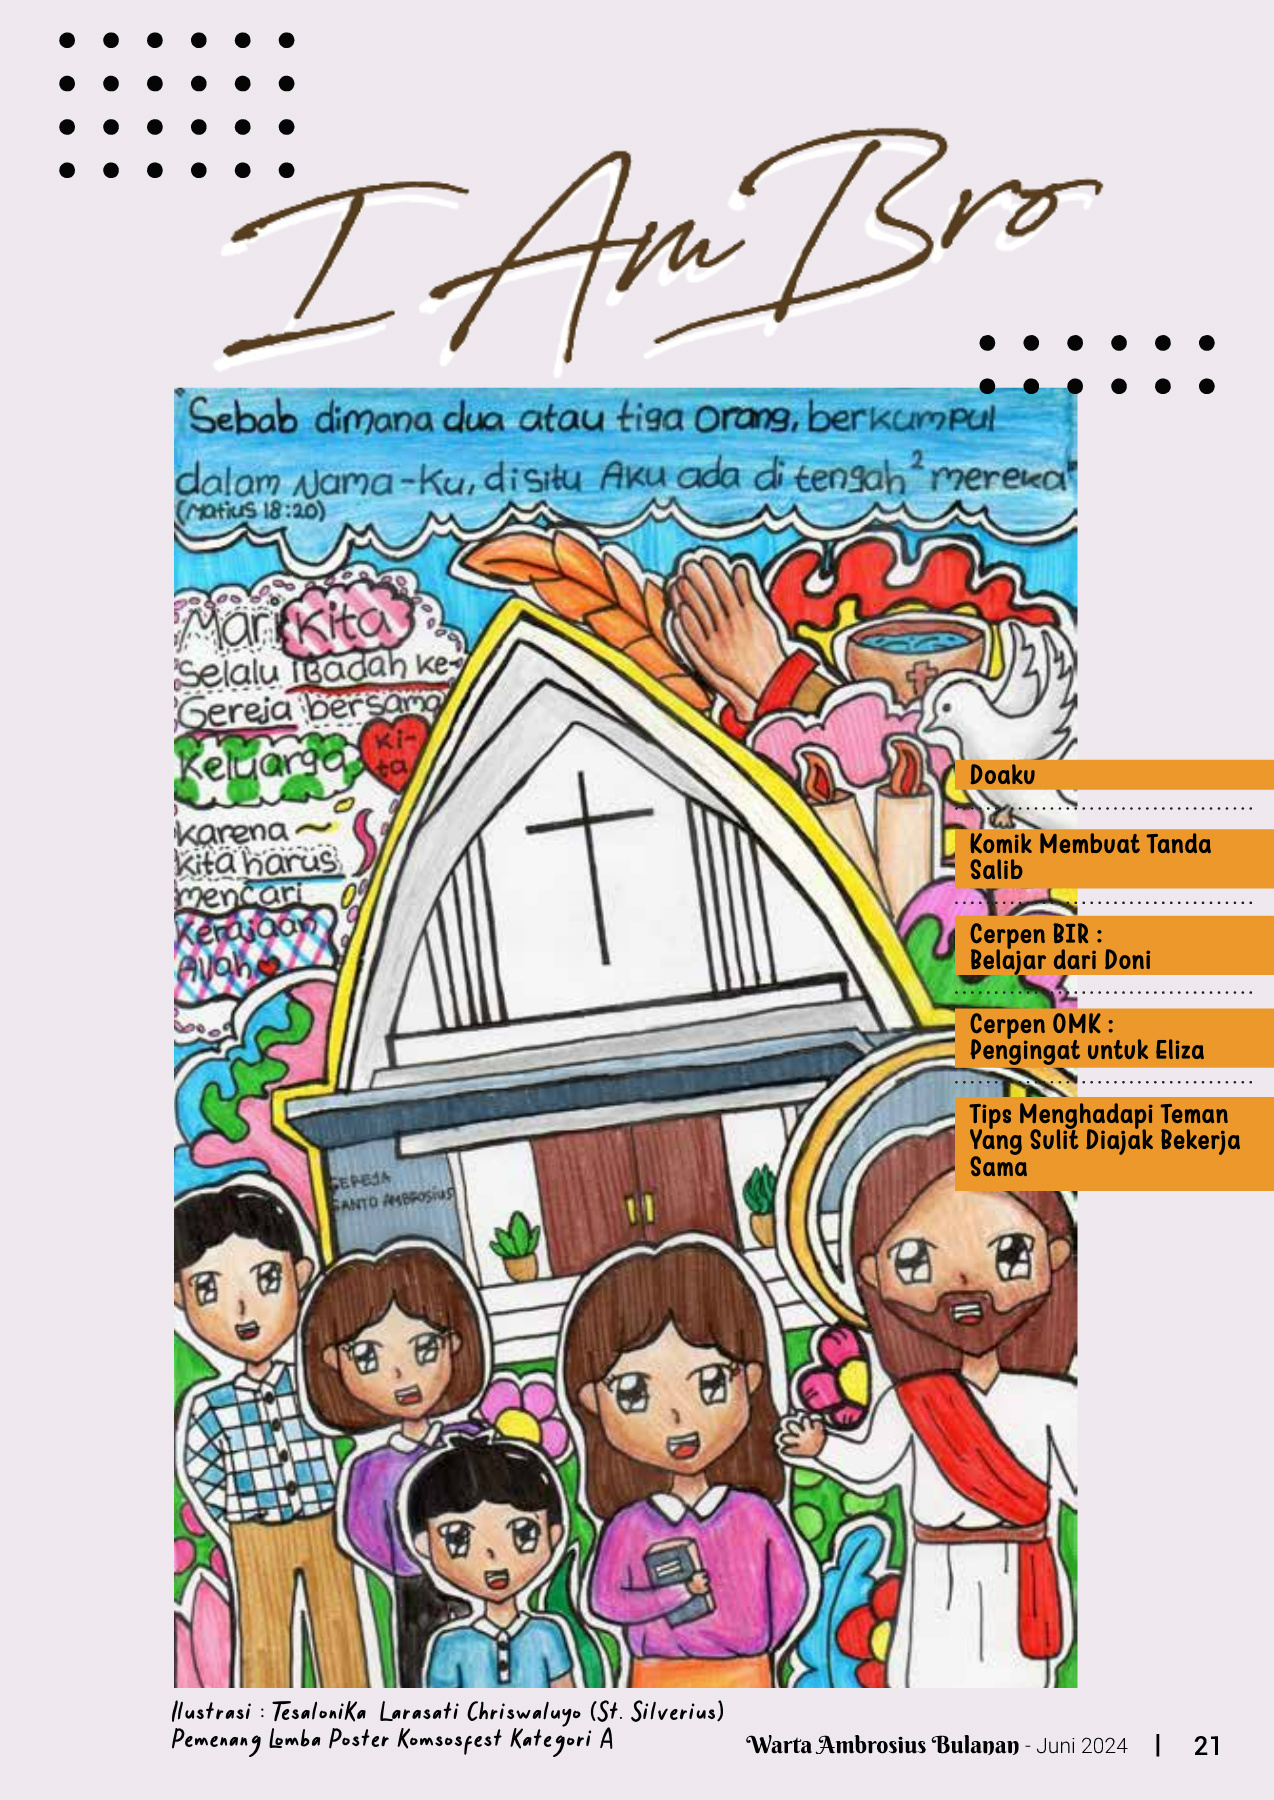 I Am Bro
"Sebab dimana dua atau tiga orang, berkumpul
dalam Nama-Ku, disitu Aku ada di tengah² mereka"
(Matius 18:20)
Mari Kita
Selalu iBadah ke-
Gereja bersama
Keluarga ki-
ta
karena
kita harus
mencari
Kerajaan
Allah
GEREJA
SANTO AMBROSIUS
Doaku
Komik Membuat Tanda
Salib
Cerpen BIR :
Belajar dari Doni
Cerpen OMK :
Pengingat untuk Eliza
Tips Menghadapi Teman
Yang Sulit Diajak Bekerja
Sama
Ilustrasi : TesaloniKa Larasati Chriswaluyo (St. Silverius)
Pemenang Lomba Poster Komsosfest Kategori A
Warta Ambrosius Bulanan - Juni 2024 | 21